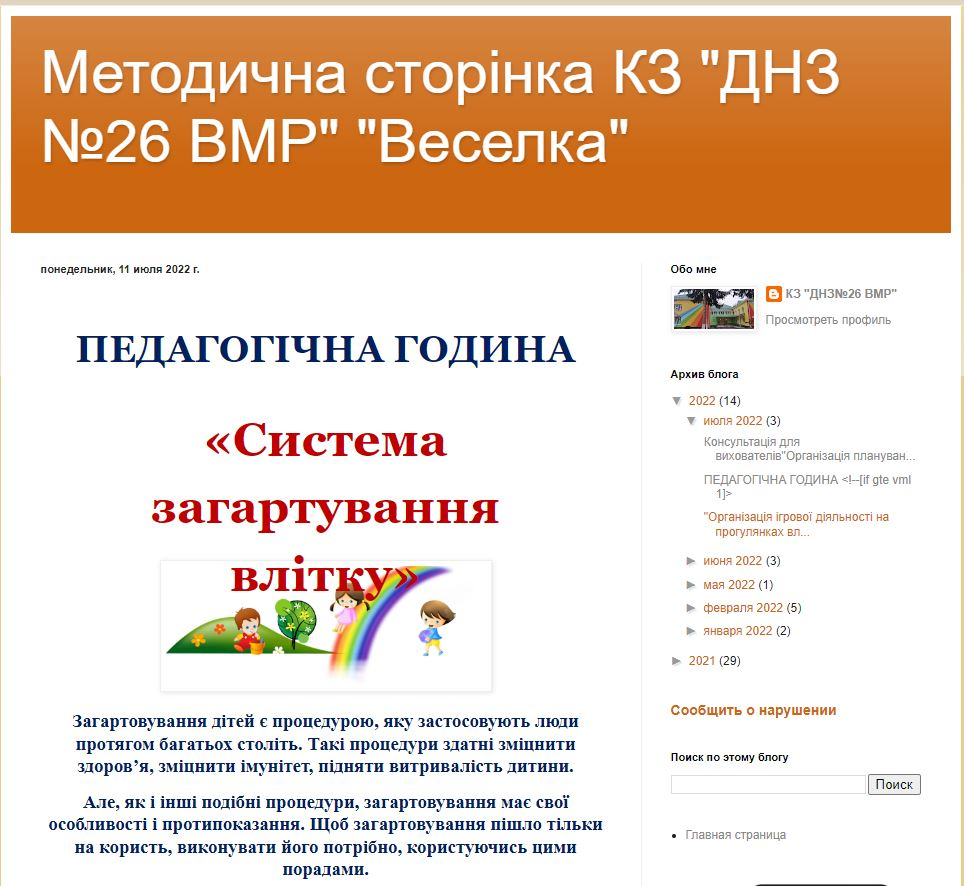 Методична сторінка КЗ "ДНЗ
№26 ВМР" "Веселка"
понедельник, 11 июля 2022 г.
ПЕДАГОГІЧНА ГОДИНА
«Система
загартування
влітку»
Загартовування дітей є процедурою, яку застосовують люди
протягом багатьох століть. Такі процедури здатні зміцнити
здоров’я, зміцнити імунітет, підняти витривалість дитини.
Але, як і інші подібні процедури, загартовування має свої
особливості і протипоказання. Щоб загартовування пішло тільки
на користь, виконувати його потрібно, користуючись цими
порадами.
Обо мне
КЗ "ДНЗ№26 ВМР"
Просмотреть профиль
Архив блога
▼ 2022 (14)
▼ июля 2022 (3)
Консультація для
вихователів"Організація плануван...
ПЕДАГОГІЧНА ГОДИНА <!--[if gte vml
1]>
"Організація ігрової діяльності на
прогулянках вл...
► июня 2022 (3)
► мая 2022 (1)
► февраля 2022 (5)
► января 2022 (2)
► 2021 (29)
Сообщить о нарушении
Поиск по этому блогу
Поиск
• Главная страница